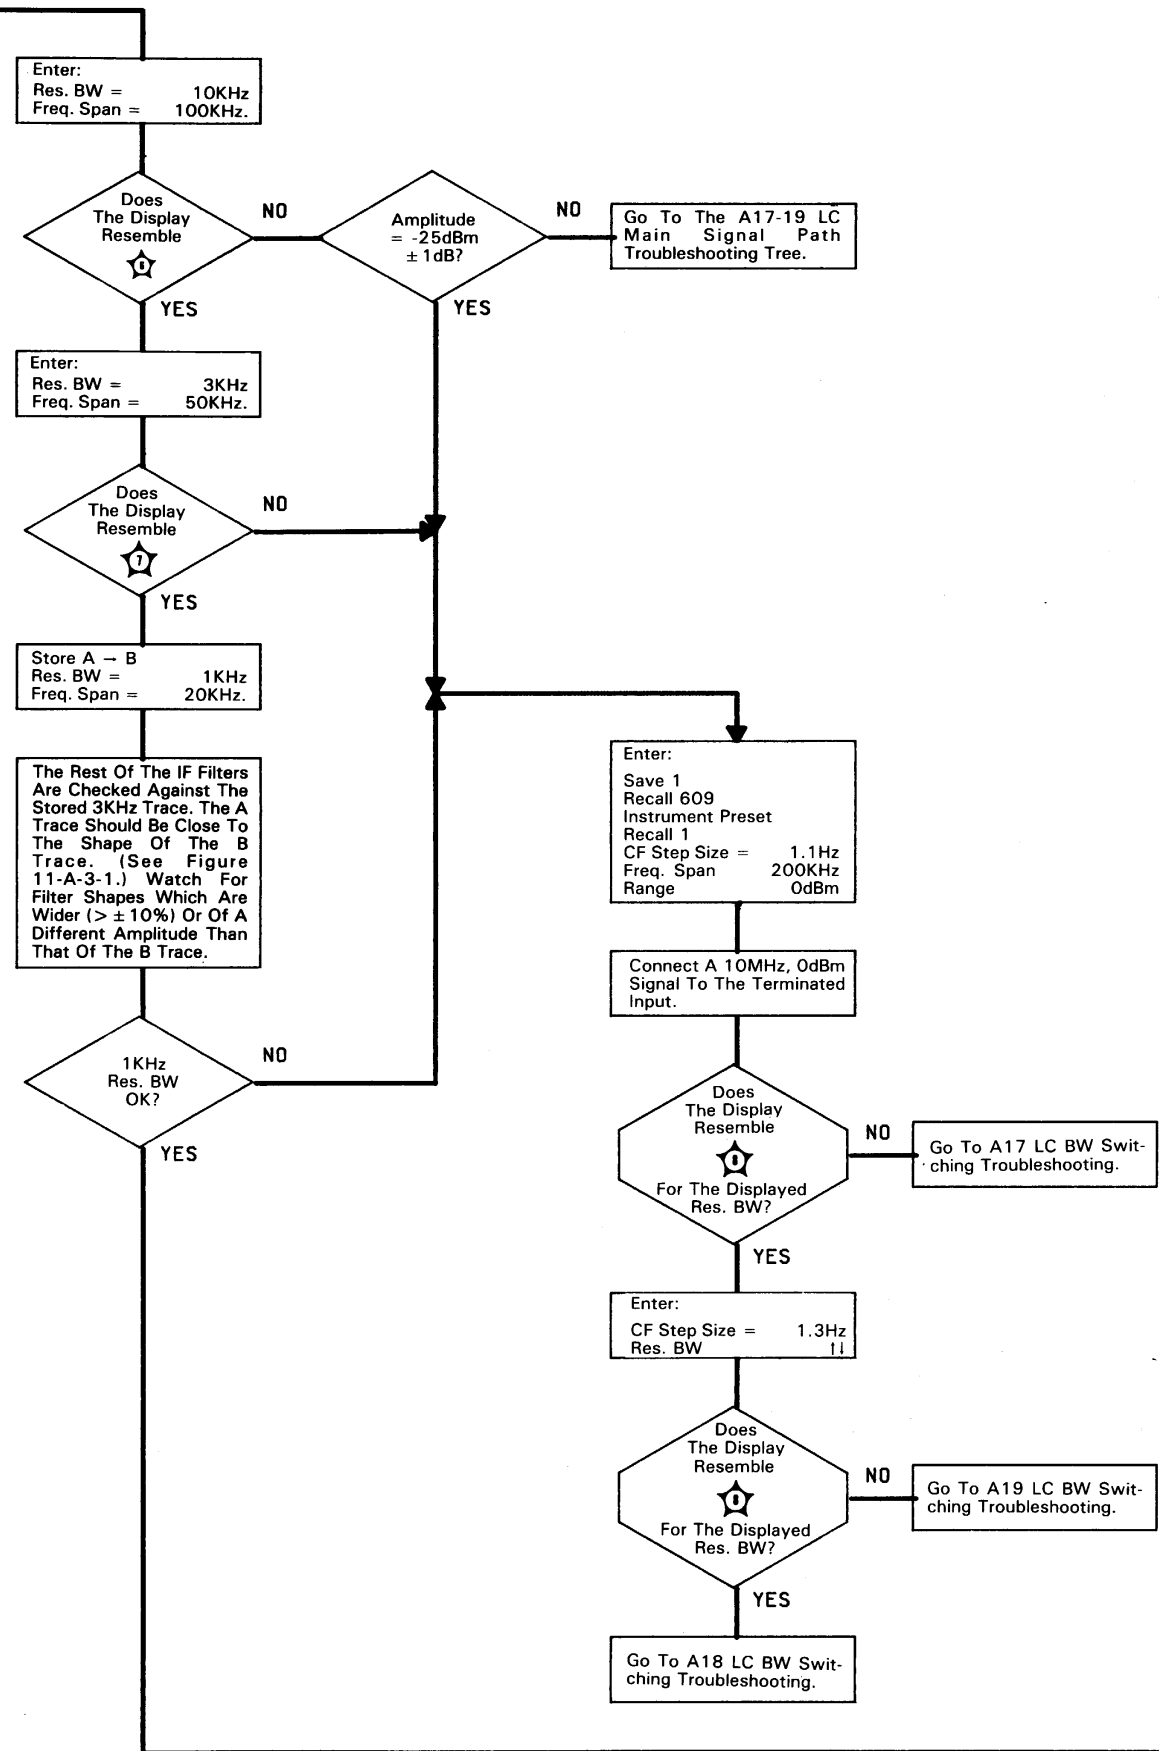 Enter:
Res. BW = 10KHz
Freq. Span = 100KHz.
Does
The Display
Resemble
6
NO
YES
Amplitude
= -25dBm
± 1dB?
NO
YES
Go To The A17-19 LC
Main Signal Path
Troubleshooting Tree.
Enter:
Res. BW = 3KHz
Freq. Span = 50KHz.
Does
The Display
Resemble
7
NO
YES
Store A → B
Res. BW = 1KHz
Freq. Span = 20KHz.
The Rest Of The IF Filters
Are Checked Against The
Stored 3KHz Trace. The A
Trace Should Be Close To
The Shape Of The B
Trace. (See Figure
11-A-3-1.) Watch For
Filter Shapes Which Are
Wider (> ± 10%) Or Of A
Different Amplitude Than
That Of The B Trace.
1KHz
Res. BW
OK?
NO
YES
Enter:
Save 1
Recall 609
Instrument Preset
Recall 1
CF Step Size = 1.1Hz
Freq. Span 200KHz
Range 0dBm
Connect A 10MHz, 0dBm
Signal To The Terminated
Input.
Does
The Display
Resemble
8
For The Displayed
Res. BW?
NO
YES
Go To A17 LC BW Swit-
ching Troubleshooting.
Enter:
CF Step Size = 1.3Hz
Res. BW ↑↓
Does
The Display
Resemble
8
For The Displayed
Res. BW?
NO
YES
Go To A19 LC BW Swit-
ching Troubleshooting.
Go To A18 LC BW Swit-
ching Troubleshooting.